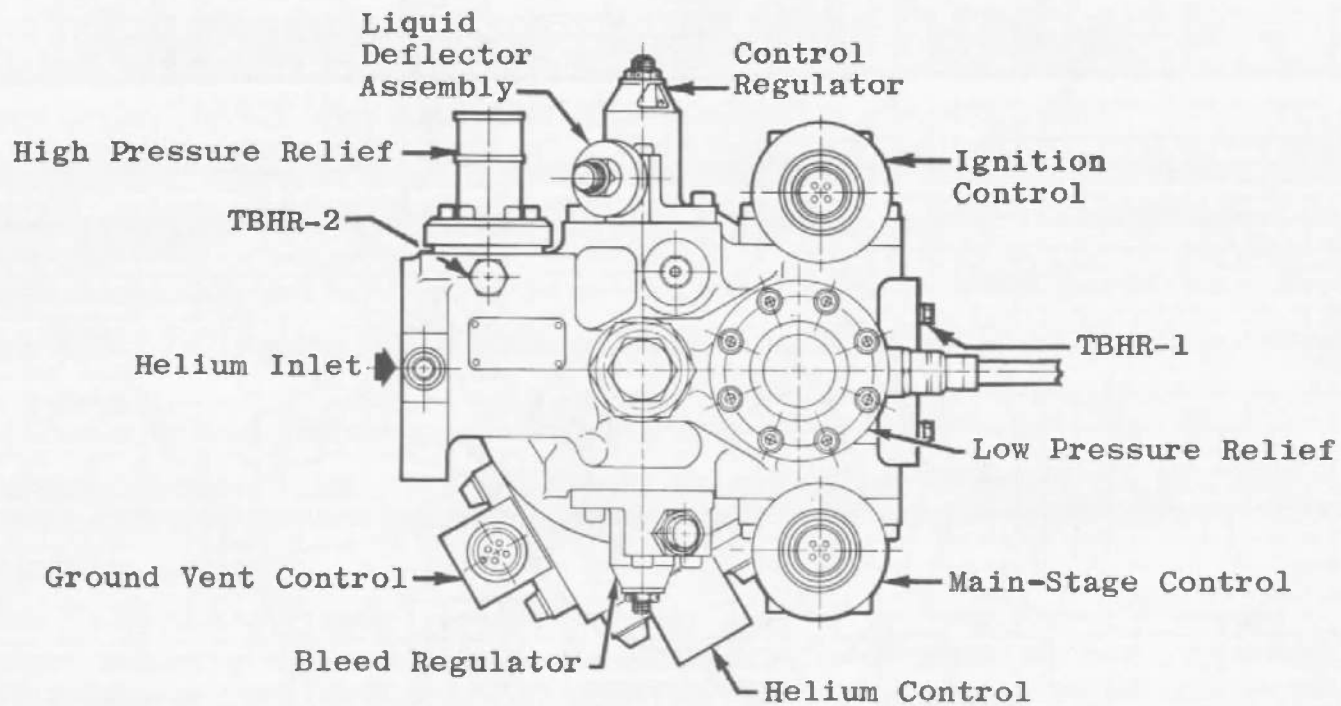 Liquid
Deflector
Assembly
Control
Regulator
High Pressure Relief
Ignition
Control
TBHR-2
Helium Inlet
TBHR-1
Low Pressure Relief
Ground Vent Control
Main-Stage Control
Bleed Regulator
Helium Control